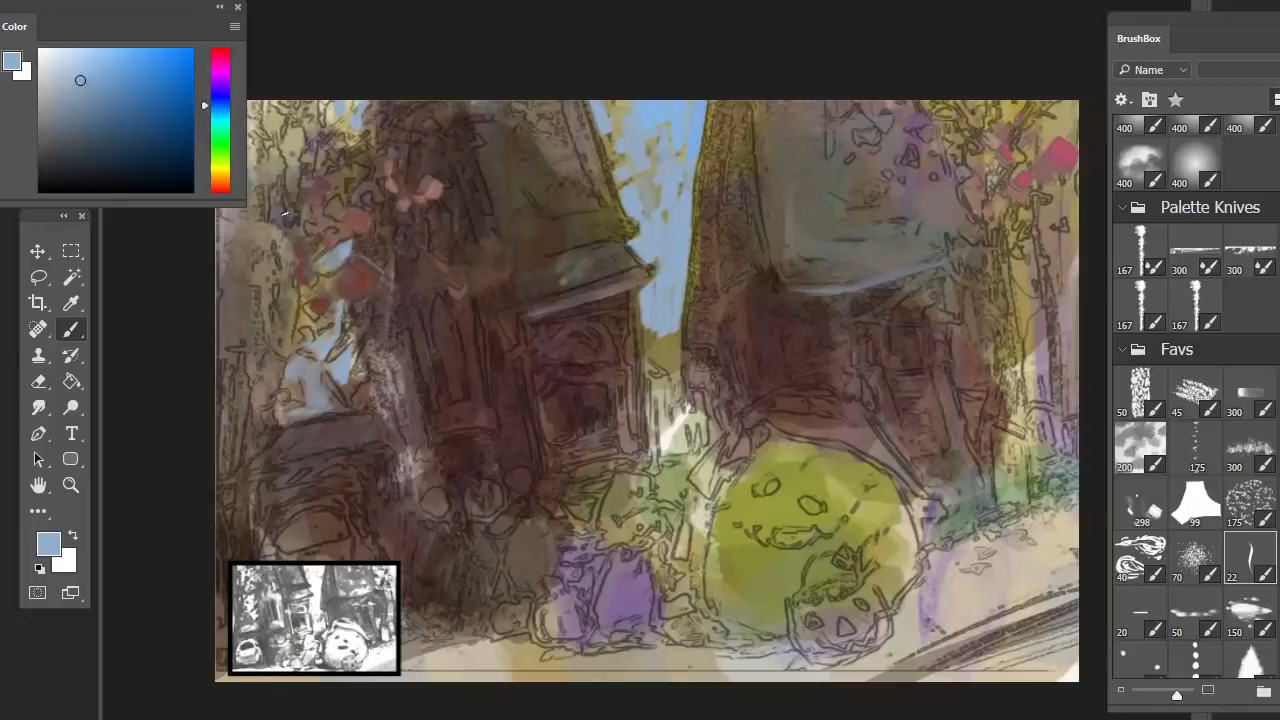 Color
BrushBox
Name
400 400 400
400 400
Palette Knives
167 300 300
167 167
Favs
50 45 300
200 175 300
298 99 175
40 70 22
20 50 150